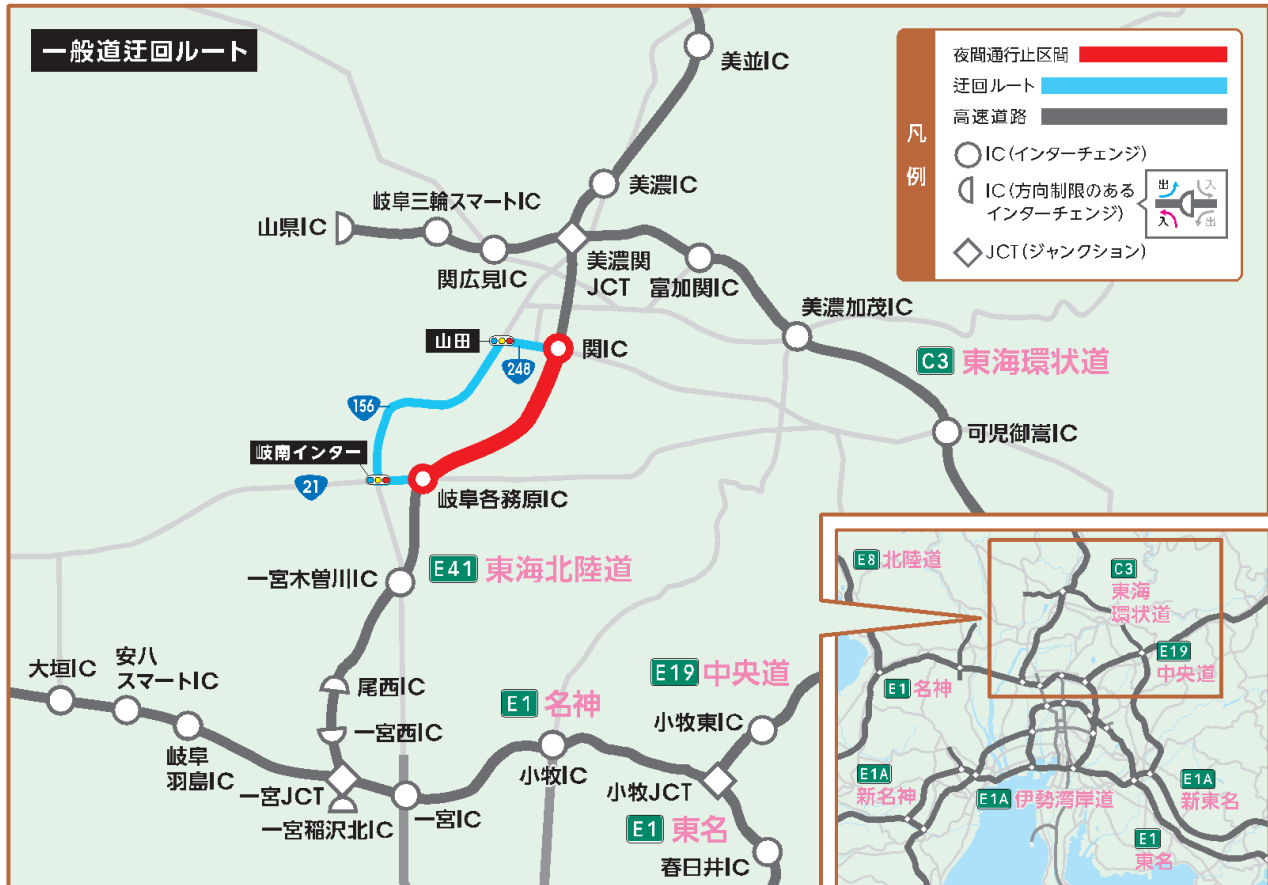 一般道迂回ルート
美並IC
凡例
夜間通行止区間
迂回ルート
高速道路
IC(インターチェンジ)
IC(方向制限のある
インターチェンジ)
出
入
入
出
JCT(ジャンクション)
美濃IC
岐阜三輪スマートIC
山県IC
関広見IC
美濃関
JCT
富加関IC
美濃加茂IC
山田
248
関IC
C3 東海環状道
156
可児御嵩IC
岐南インター
21
岐阜各務原IC
一宮木曽川IC
E41 東海北陸道
大垣IC
安八
スマートIC
岐阜
羽島IC
尾西IC
一宮西IC
一宮JCT
一宮稲沢北IC
一宮IC
E1 名神
小牧IC
E19 中央道
小牧東IC
小牧JCT
E1 東名
春日井IC
E8 北陸道
C3
東海
環状道
E19
中央道
E1 名神
E1A
新名神
E1A 伊勢湾岸道
E1A
新東名
E1
東名